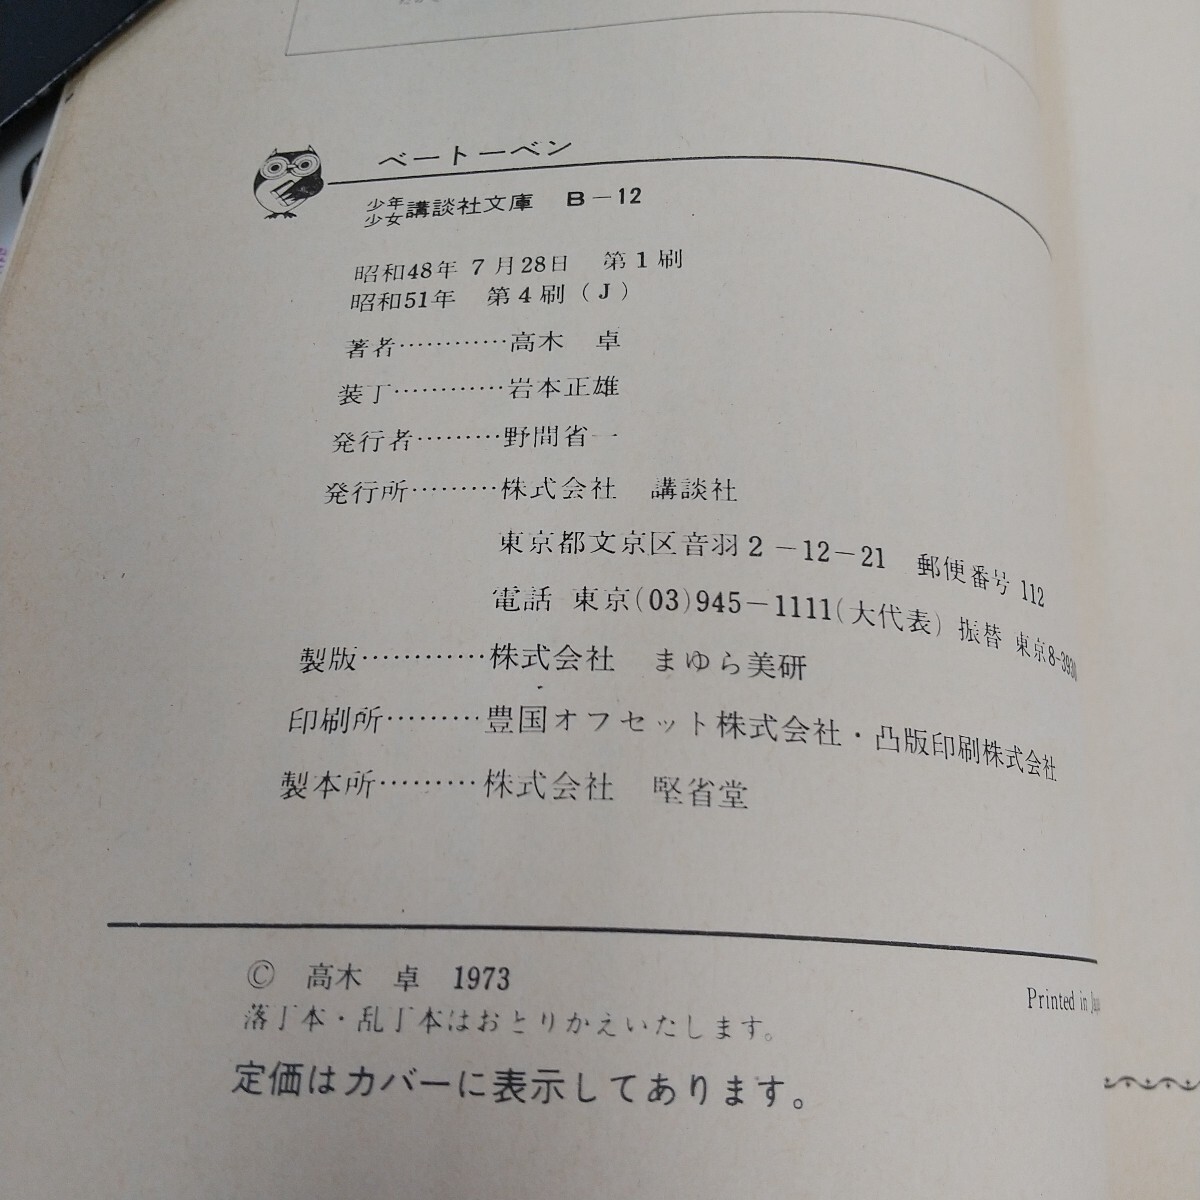 ベートーベン
少年少女講談社文庫 B-12
昭和48年7月28日 第1刷
昭和51年 第4刷(J)
著者…………高木 卓
装丁…………岩本正雄
発行者………野間省一
発行所………株式会社 講談社
東京都文京区音羽2-12-21 郵便番号112
電話 東京(03)945-1111(大代表) 振替 東京8-3930
製版…………株式会社 まゆら美研
印刷所………豊国オフセット株式会社・凸版印刷株式会社
製本所………株式会社 堅省堂
© 高木 卓 1973
Printed in Japa
落丁本・乱丁本はおとりかえいたします。
定価はカバーに表示してあります。